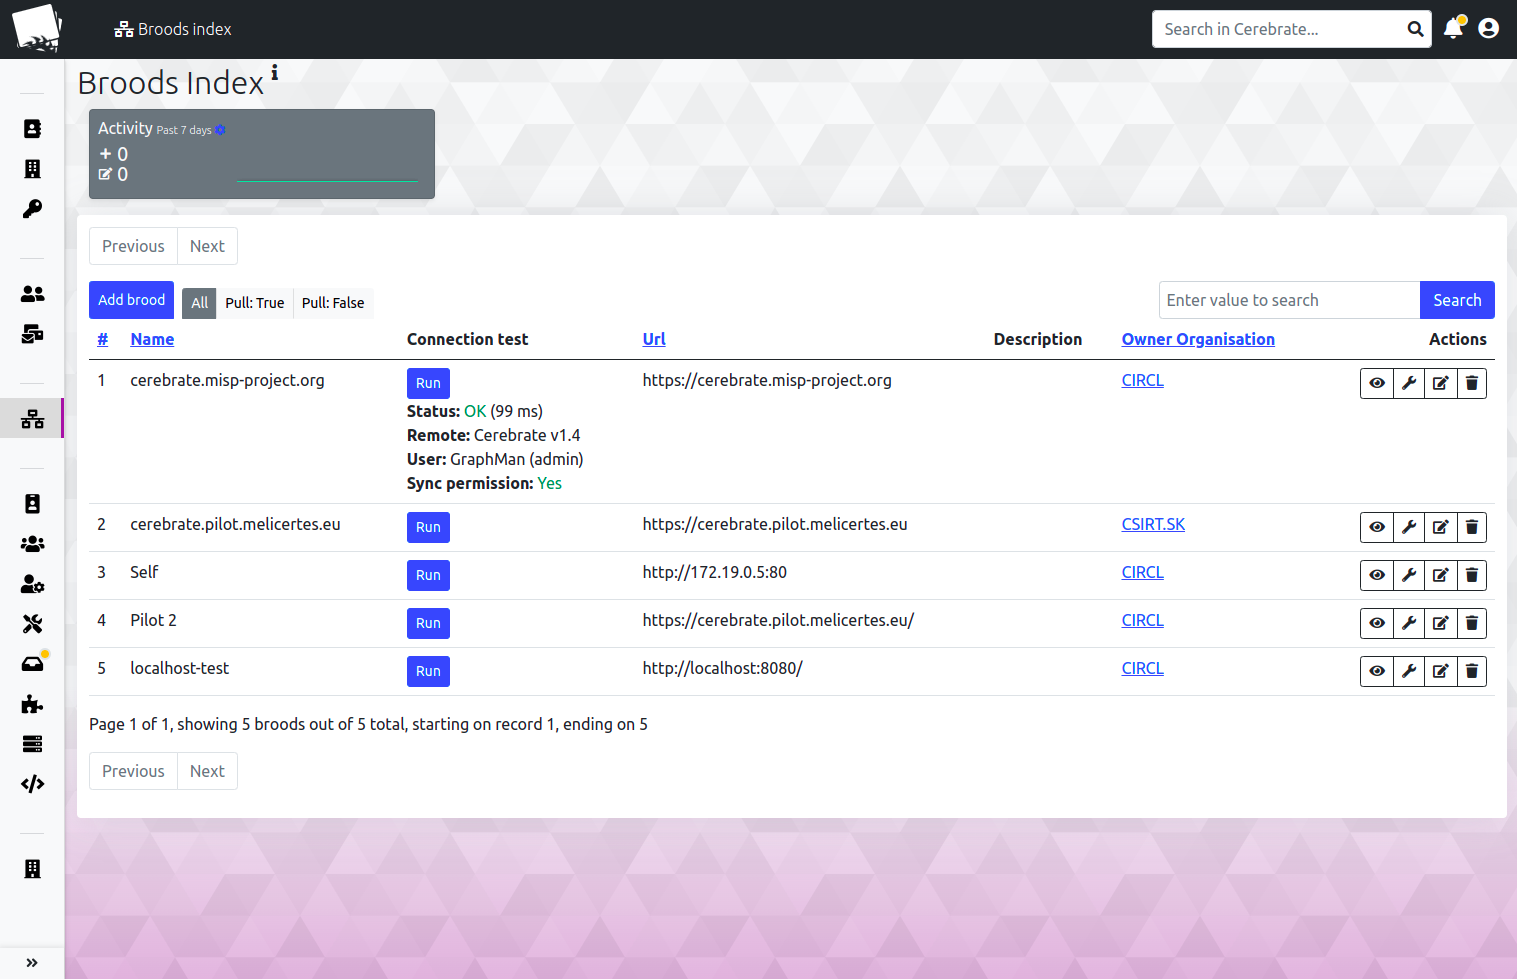 Broods index
Search in Cerebrate...
Broods Index
Activity Past 7 days
+ 0
0
Previous Next
Add brood All Pull: True Pull: False Enter value to search Search
# Name Connection test Url Description Owner Organisation Actions
1 cerebrate.misp-project.org Run https://cerebrate.misp-project.org CIRCL
Status: OK (99 ms)
Remote: Cerebrate v1.4
User: GraphMan (admin)
Sync permission: Yes
2 cerebrate.pilot.melicertes.eu Run https://cerebrate.pilot.melicertes.eu CSIRT.SK
3 Self Run http://172.19.0.5:80 CIRCL
4 Pilot 2 Run https://cerebrate.pilot.melicertes.eu/ CIRCL
5 localhost-test Run http://localhost:8080/ CIRCL
Page 1 of 1, showing 5 broods out of 5 total, starting on record 1, ending on 5
Previous Next